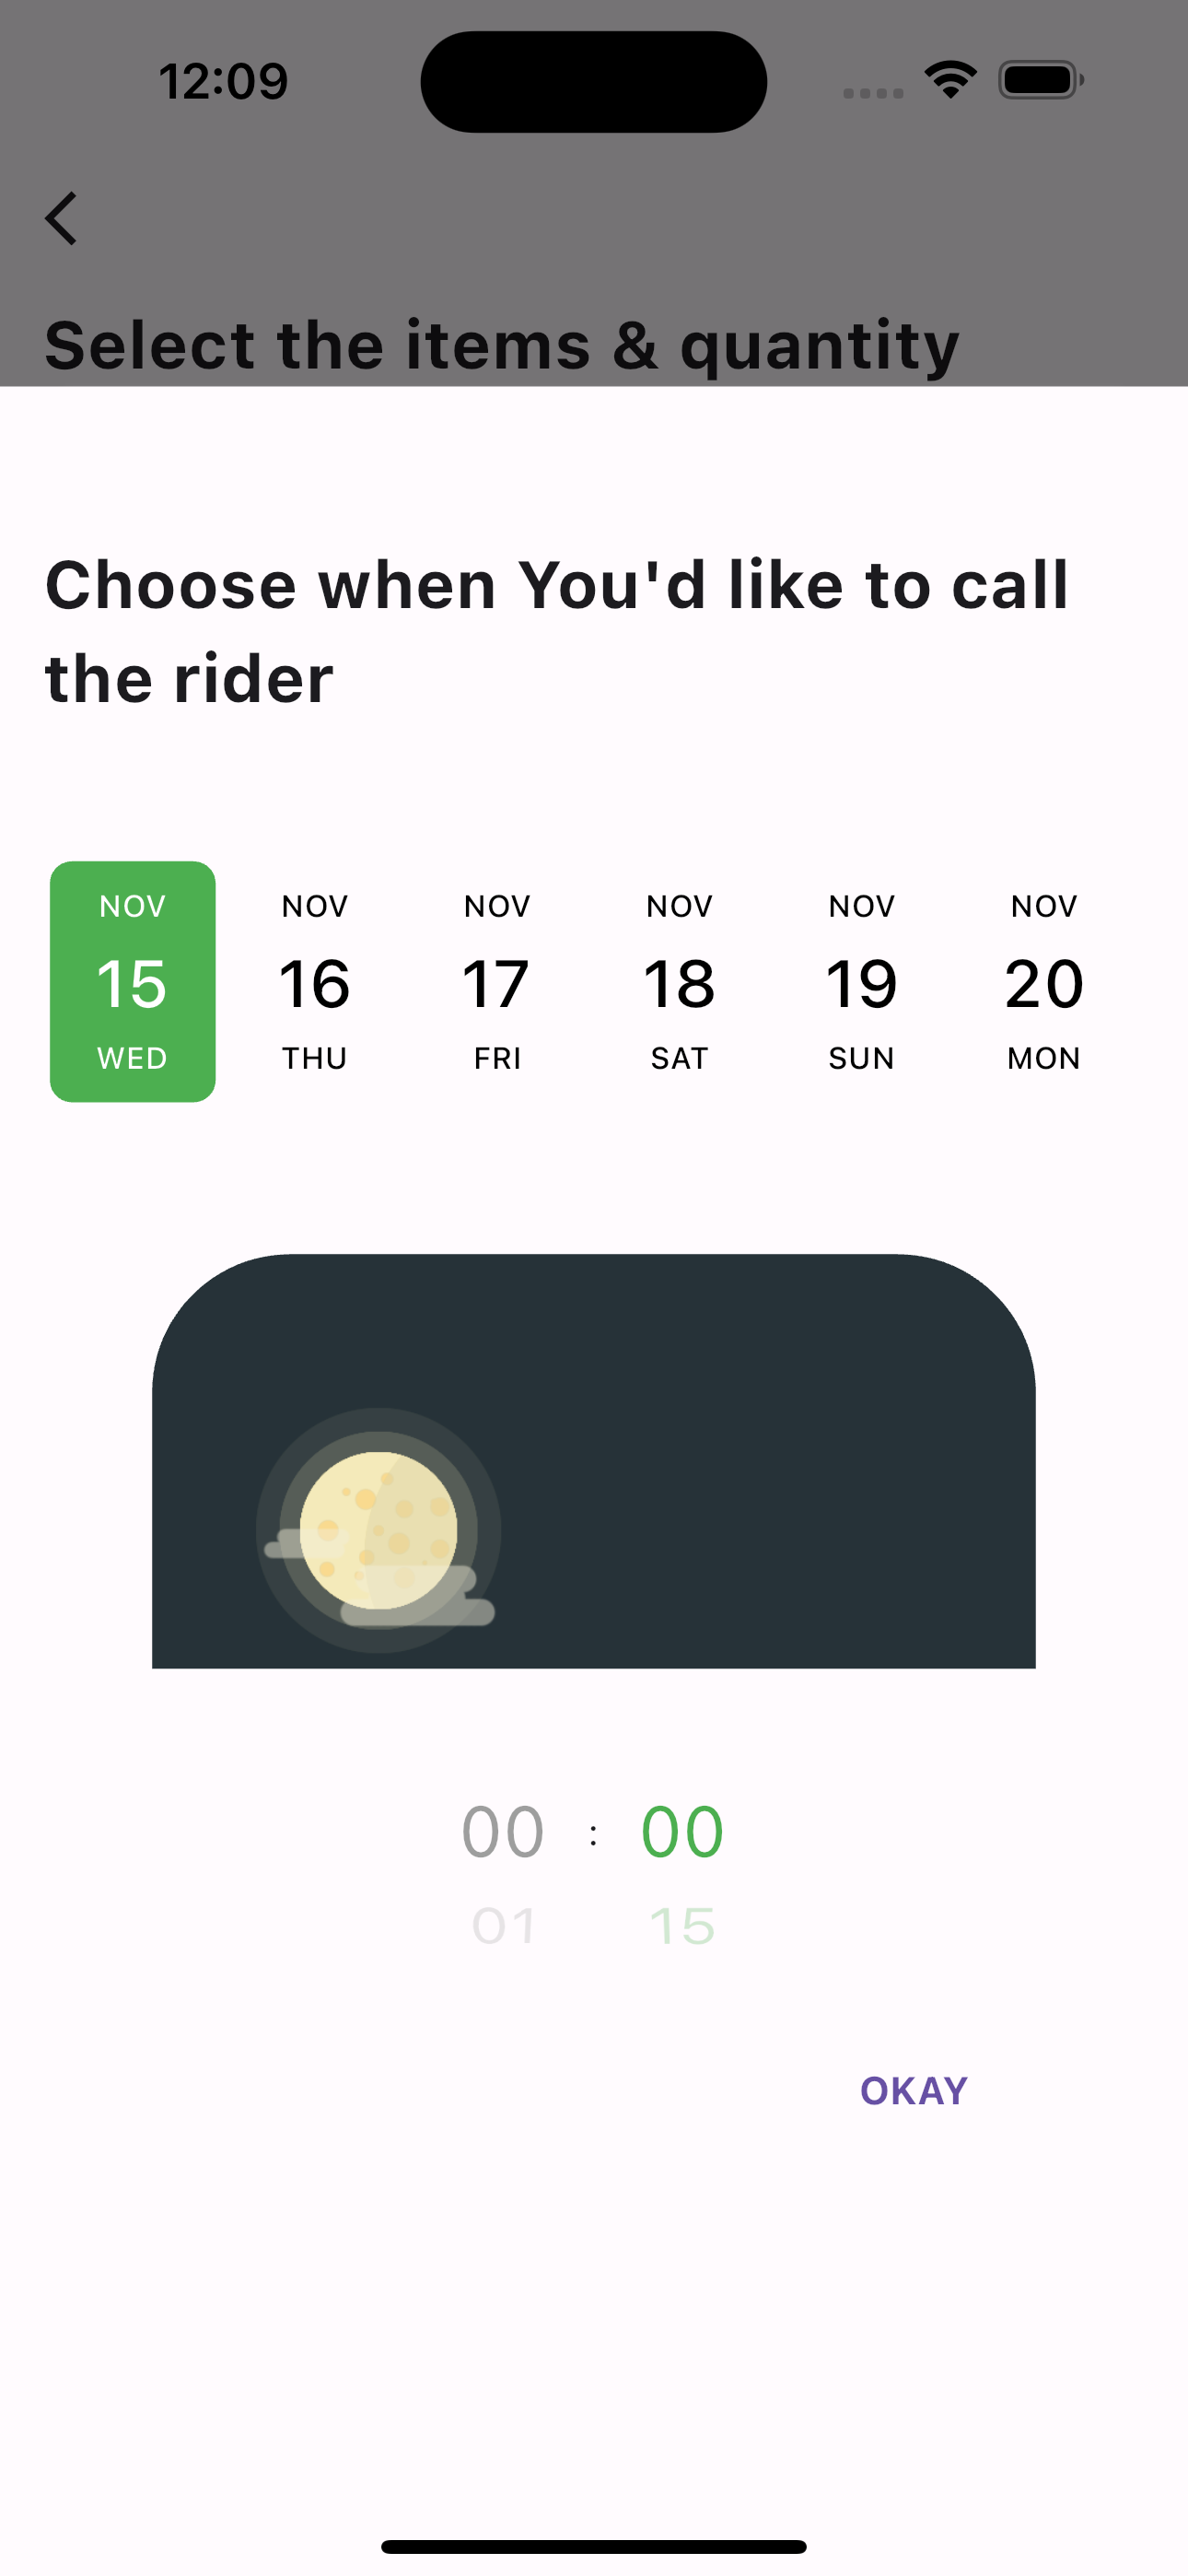 12:09
Select the items & quantity
Choose when You'd like to call
the rider
NOV NOV NOV NOV NOV NOV
15 16 17 18 19 20
WED THU FRI SAT SUN MON
00 : 00
01 15
OKAY